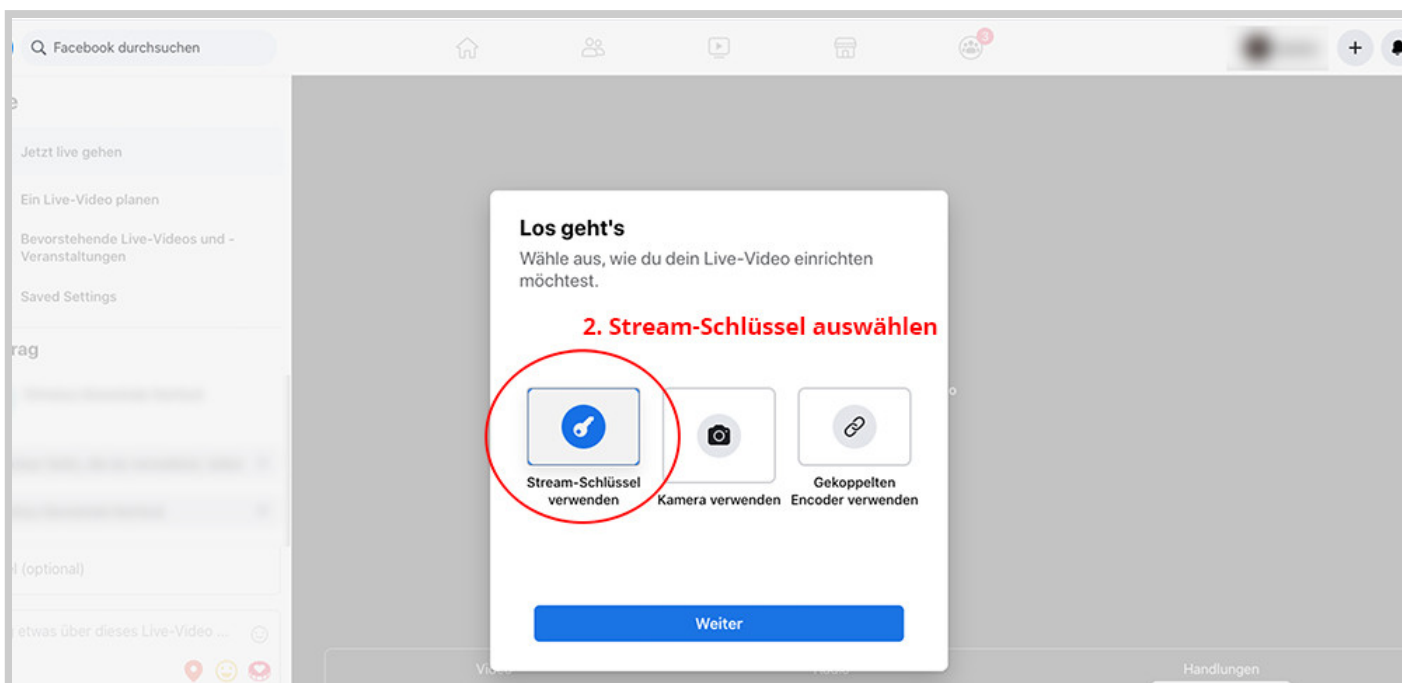 Facebook durchsuchen
3
Jetzt live gehen
Ein Live-Video planen
Bevorstehende Live-Videos und -
Veranstaltungen
Saved Settings
rag
(optional)
etwas über dieses Live-Video ...
Los geht's
Wähle aus, wie du dein Live-Video einrichten
möchtest.
2. Stream-Schlüssel auswählen
Stream-Schlüssel
verwenden
Kamera verwenden
Gekoppelten
Encoder verwenden
Weiter
Handlungen